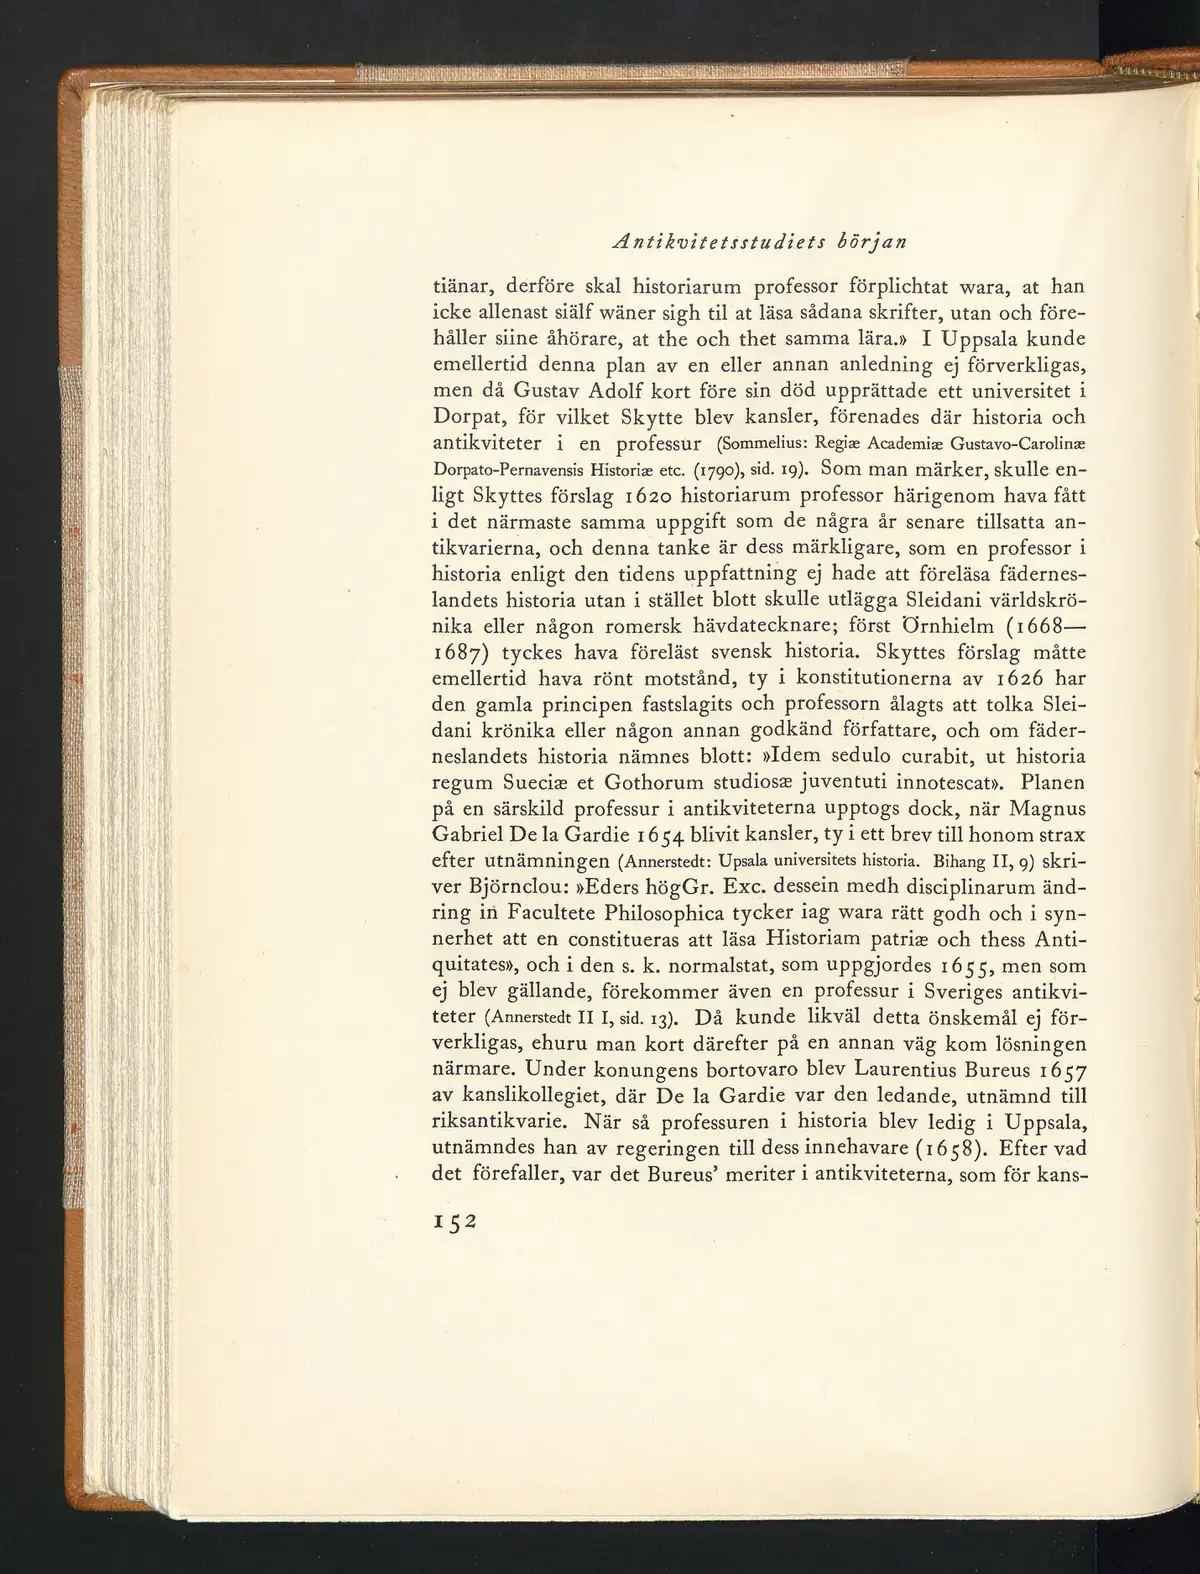 Antikvitetsstudiets början
tiänar, derföre skal historiarum professor förplichtat wara, at han
icke allenast siälf wäner sigh til at läsa sådana skrifter, utan och före-
håller siine åhörare, at the och thet samma lära.» I Uppsala kunde
emellertid denna plan av en eller annan anledning ej förverkligas,
men då Gustav Adolf kort före sin död upprättade ett universitet i
Dorpat, för vilket Skytte blev kansler, förenades där historia och
antikviteter i en professur (Sommelius: Regiæ Academiæ Gustavo-Carolinæ
Dorpato-Pernavensis Historiæ etc. (1790), sid. 19). Som man märker, skulle en-
ligt Skyttes förslag 1620 historiarum professor härigenom hava fått
i det närmaste samma uppgift som de några år senare tillsatta an-
tikvarierna, och denna tanke är dess märkligare, som en professor i
historia enligt den tidens uppfattning ej hade att föreläsa fädernes-
landets historia utan i stället blott skulle utlägga Sleidani världskrö-
nika eller någon romersk hävdatecknare; först Örnhielm (1668—
1687) tyckes hava föreläst svensk historia. Skyttes förslag måtte
emellertid hava rönt motstånd, ty i konstitutionerna av 1626 har
den gamla principen fastslagits och professorn ålagts att tolka Slei-
dani krönika eller någon annan godkänd författare, och om fäder-
neslandets historia nämnes blott: »Idem sedulo curabit, ut historia
regum Sueciæ et Gothorum studiosæ juventuti innotescat». Planen
på en särskild professur i antikviteterna upptogs dock, när Magnus
Gabriel De la Gardie 1654 blivit kansler, ty i ett brev till honom strax
efter utnämningen (Annerstedt: Upsala universitets historia. Bihang II, 9) skri-
ver Björnclou: »Eders högGr. Exc. dessein medh disciplinarum änd-
ring in Facultete Philosophica tycker iag wara rätt godh och i syn-
nerhet att en constitueras att läsa Historiam patriæ och thess Anti-
quitates», och i den s. k. normalstat, som uppgjordes 1655, men som
ej blev gällande, förekommer även en professur i Sveriges antikvi-
teter (Annerstedt II I, sid. 13). Då kunde likväl detta önskemål ej för-
verkligas, ehuru man kort därefter på en annan väg kom lösningen
närmare. Under konungens bortovaro blev Laurentius Bureus 1657
av kanslikollegiet, där De la Gardie var den ledande, utnämnd till
riksantikvarie. När så professuren i historia blev ledig i Uppsala,
utnämndes han av regeringen till dess innehavare (1658). Efter vad
det förefaller, var det Bureus’ meriter i antikviteterna, som för kans-
152